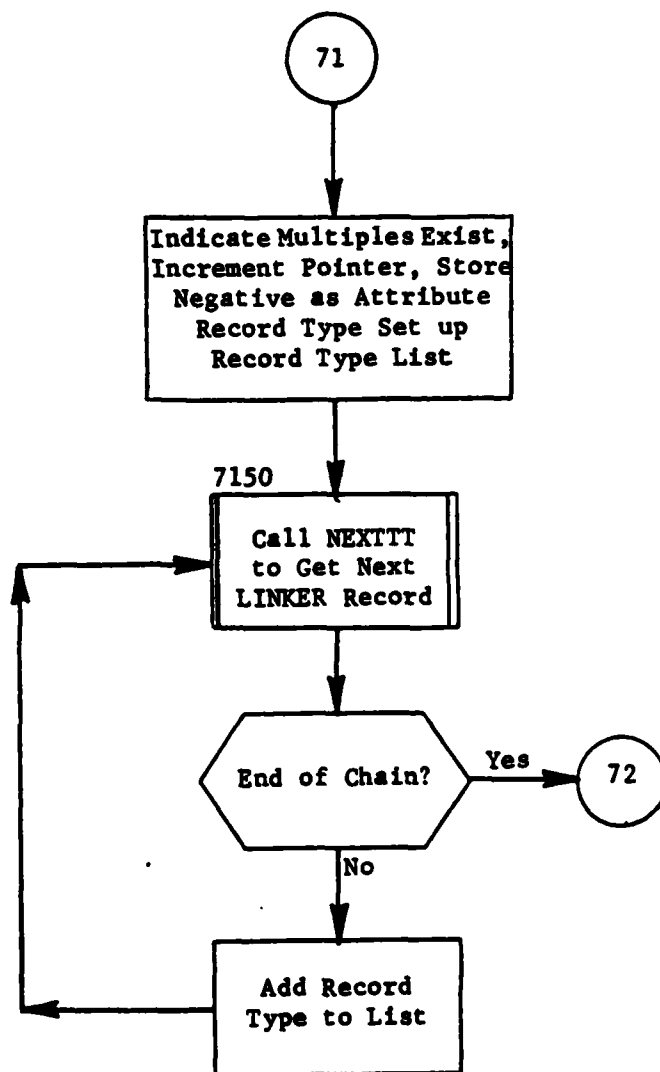 71
Indicate Multiples Exist,
Increment Pointer, Store
Negative as Attribute
Record Type Set up
Record Type List
7150
Call NEXTTT
to Get Next
LINKER Record
End of Chain?
Yes
72
No
Add Record
Type to List